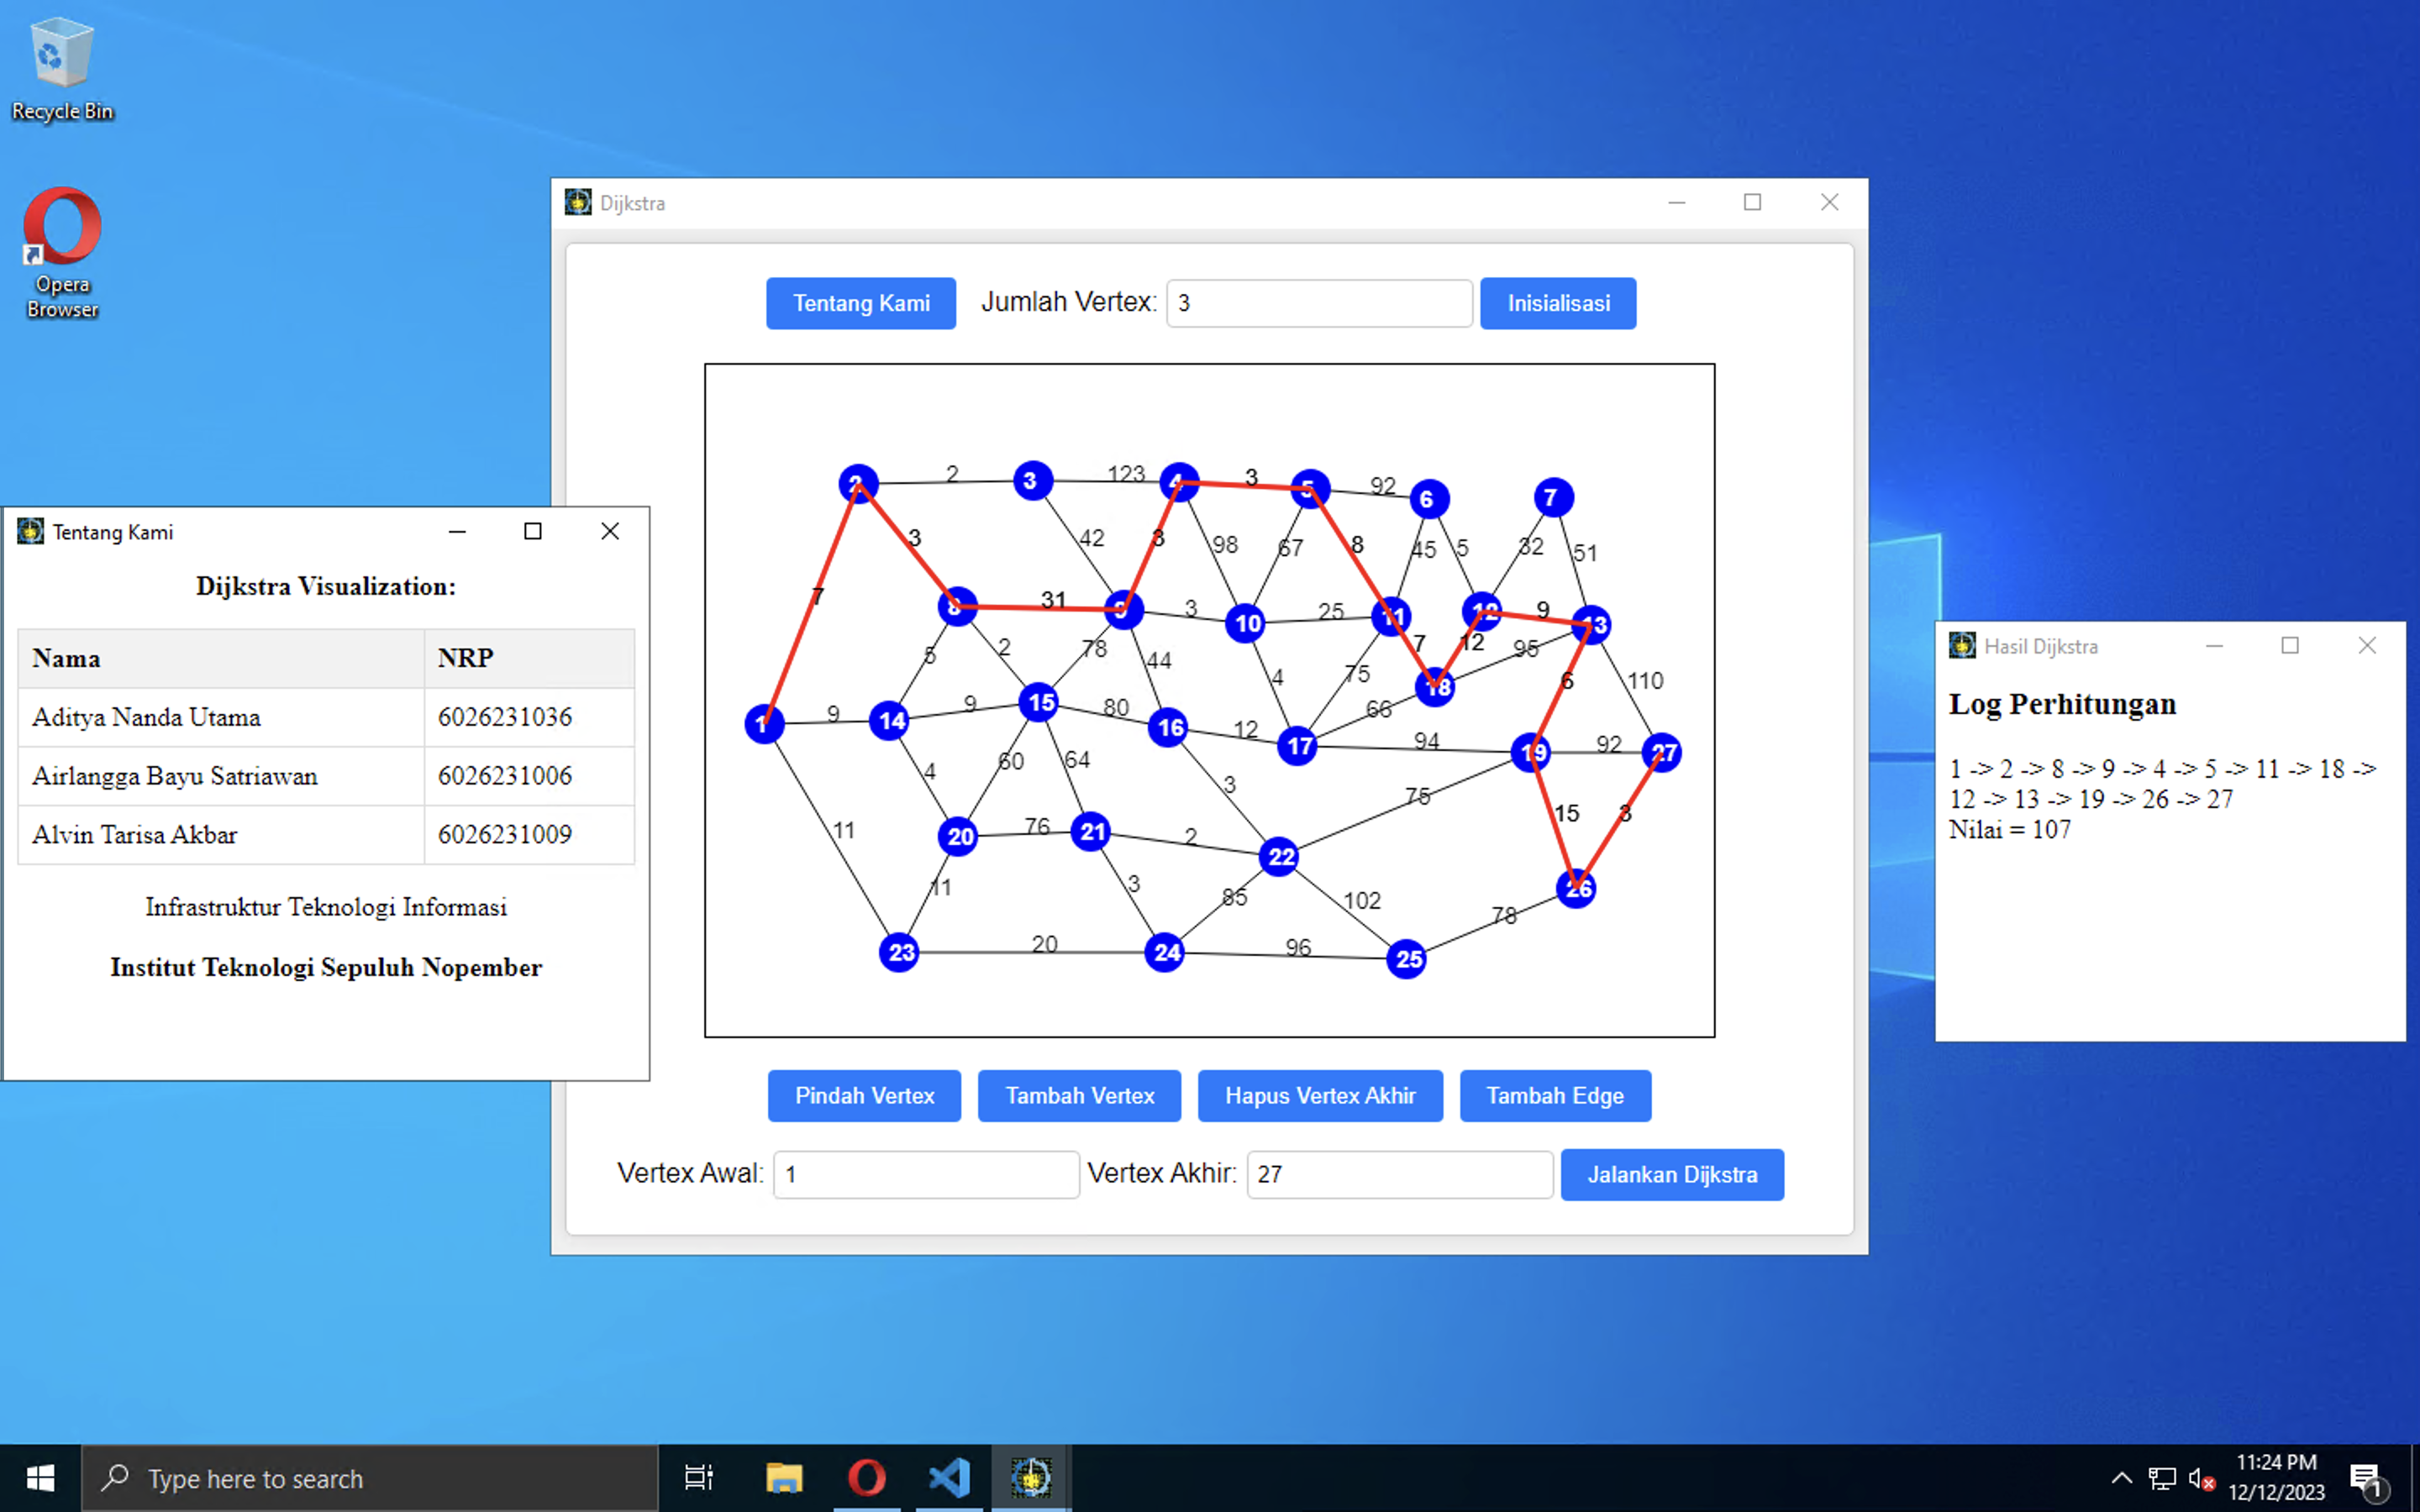 Recycle Bin
Opera
Browser
Dijkstra
Tentang Kami
Jumlah Vertex:
3
Inisialisasi
2
2
3
123
4
3
5
92
6
7
3
42
3
98
67
8
45
5
32
51
7
8
31
9
3
10
25
11
12
9
13
5
2
78
44
4
75
7
12
95
6
110
1
9
14
9
15
80
16
12
17
66
18
94
19
92
27
4
60
64
3
75
15
3
11
20
76
21
2
22
11
3
85
102
78
26
23
20
24
96
25
Pindah Vertex
Tambah Vertex
Hapus Vertex Akhir
Tambah Edge
Vertex Awal:
1
Vertex Akhir:
27
Jalankan Dijkstra
Tentang Kami
Dijkstra Visualization:
Nama NRP
Aditya Nanda Utama 6026231036
Airlangga Bayu Satriawan 6026231006
Alvin Tarisa Akbar 6026231009
Infrastruktur Teknologi Informasi
Institut Teknologi Sepuluh Nopember
Hasil Dijkstra
Log Perhitungan
1 -> 2 -> 8 -> 9 -> 4 -> 5 -> 11 -> 18 ->
12 -> 13 -> 19 -> 26 -> 27
Nilai = 107
Type here to search
11:24 PM
12/12/2023
1